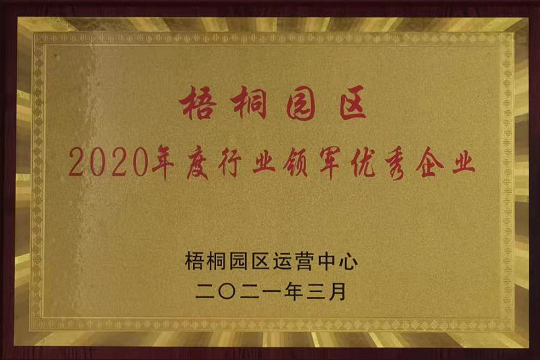 梧桐园区
2020年度行业领军优秀企业
梧桐园区运营中心
二〇二一年三月